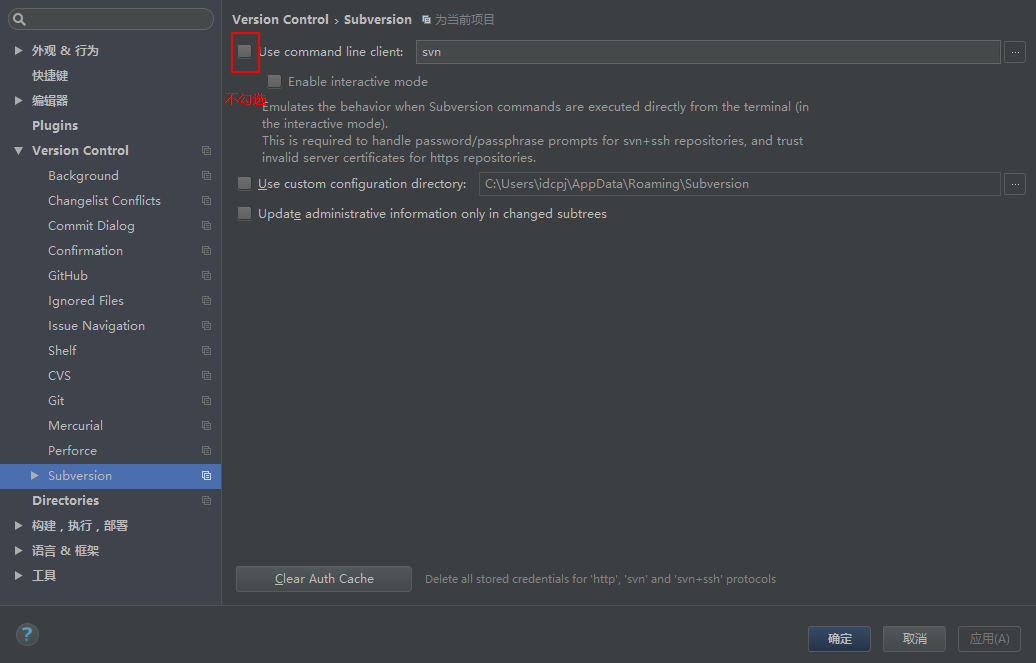 Version Control › Subversion 为当前项目
外观 & 行为
快捷键
编辑器
Plugins
Version Control
Background
Changelist Conflicts
Commit Dialog
Confirmation
GitHub
Ignored Files
Issue Navigation
Shelf
CVS
Git
Mercurial
Perforce
Subversion
Directories
构建，执行，部署
语言 & 框架
工具
Use command line client: svn ...
Enable interactive mode
不勾选
Emulates the behavior when Subversion commands are executed directly from the terminal (in
the interactive mode).
This is required to handle password/passphrase prompts for svn+ssh repositories, and trust
invalid server certificates for https repositories.
Use custom configuration directory: C:\Users\idcpj\AppData\Roaming\Subversion ...
Update administrative information only in changed subtrees
Clear Auth Cache Delete all stored credentials for 'http', 'svn' and 'svn+ssh' protocols
? 确定 取消 应用(A)